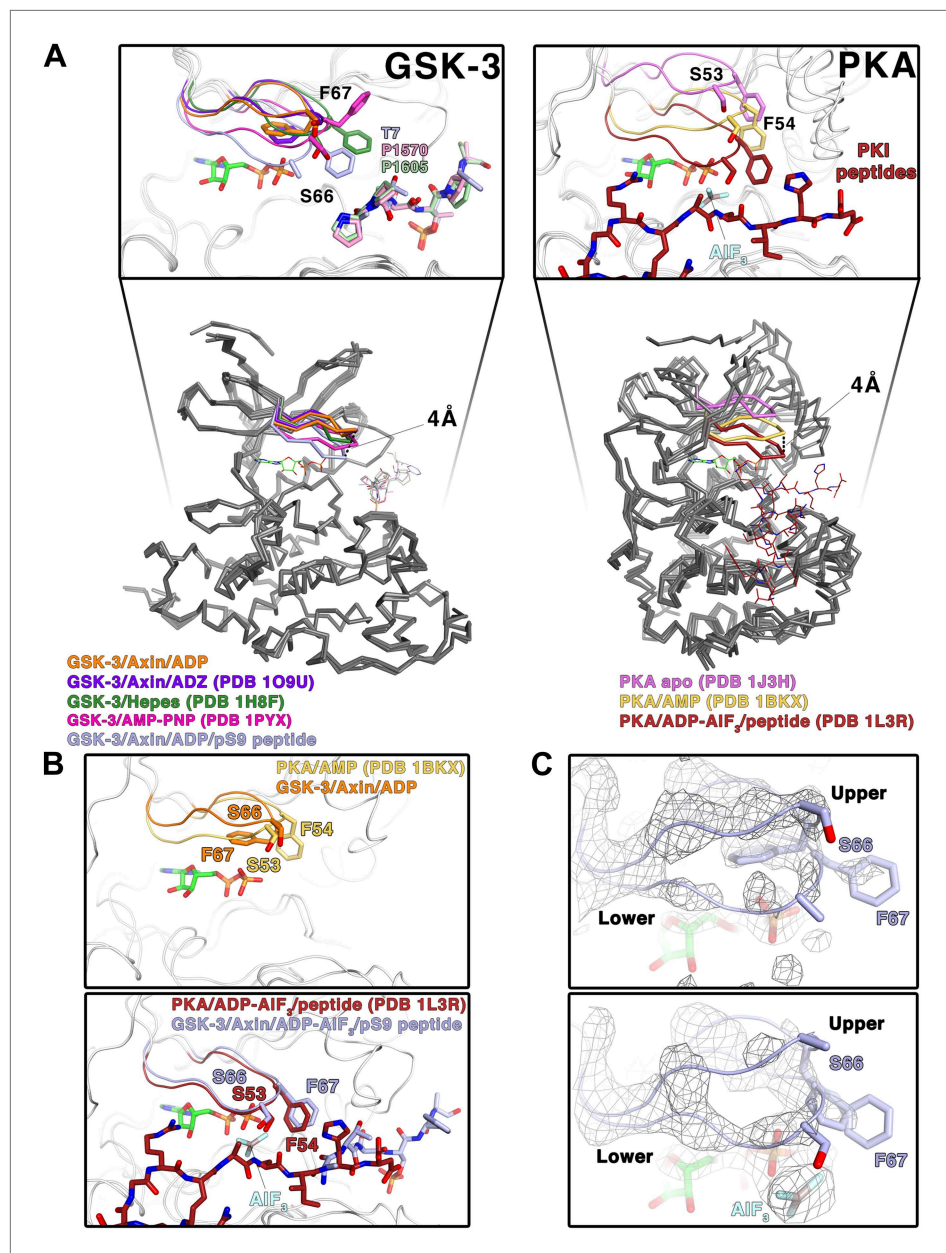 A
GSK-3
F67
T7
P1570
P1605
S66
PKA
S53
F54
PKI
peptides
AlF₃
4Å
4Å
GSK-3/Axin/ADP
GSK-3/Axin/ADZ (PDB 1O9U)
GSK-3/Hepes (PDB 1H8F)
GSK-3/AMP-PNP (PDB 1PYX)
GSK-3/Axin/ADP/pS9 peptide
PKA apo (PDB 1J3H)
PKA/AMP (PDB 1BKX)
PKA/ADP-AlF₃/peptide (PDB 1L3R)
B
PKA/AMP (PDB 1BKX)
GSK-3/Axin/ADP
S66
F54
F67
S53
PKA/ADP-AlF₃/peptide (PDB 1L3R)
GSK-3/Axin/ADP-AlF₃/pS9 peptide
S66
F67
S53
F54
AlF₃
C
Upper
S66
F67
Lower
Upper
S66
Lower
F67
AlF₃